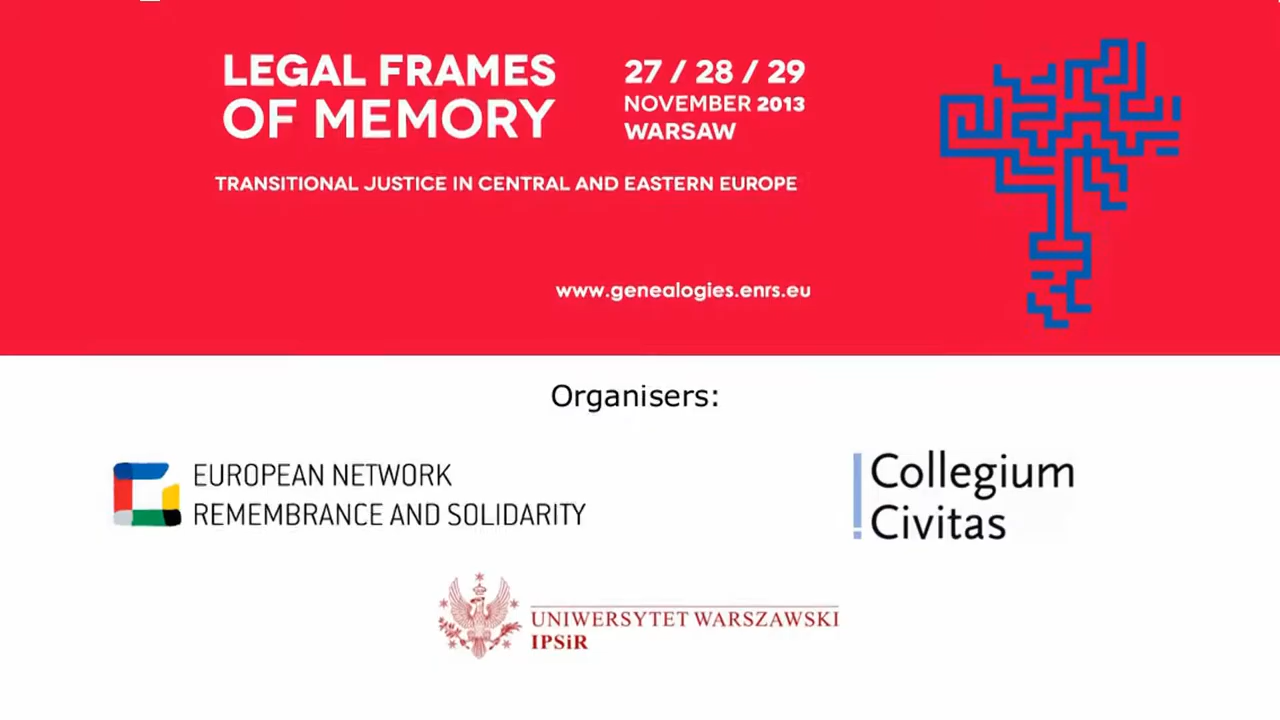 LEGAL FRAMES
OF MEMORY
27 / 28 / 29
NOVEMBER 2013
WARSAW
TRANSITIONAL JUSTICE IN CENTRAL AND EASTERN EUROPE
www.genealogies.enrs.eu
Organisers:
EUROPEAN NETWORK
REMEMBRANCE AND SOLIDARITY
Collegium
Civitas
UNIWERSYTET WARSZAWSKI
IPSiR